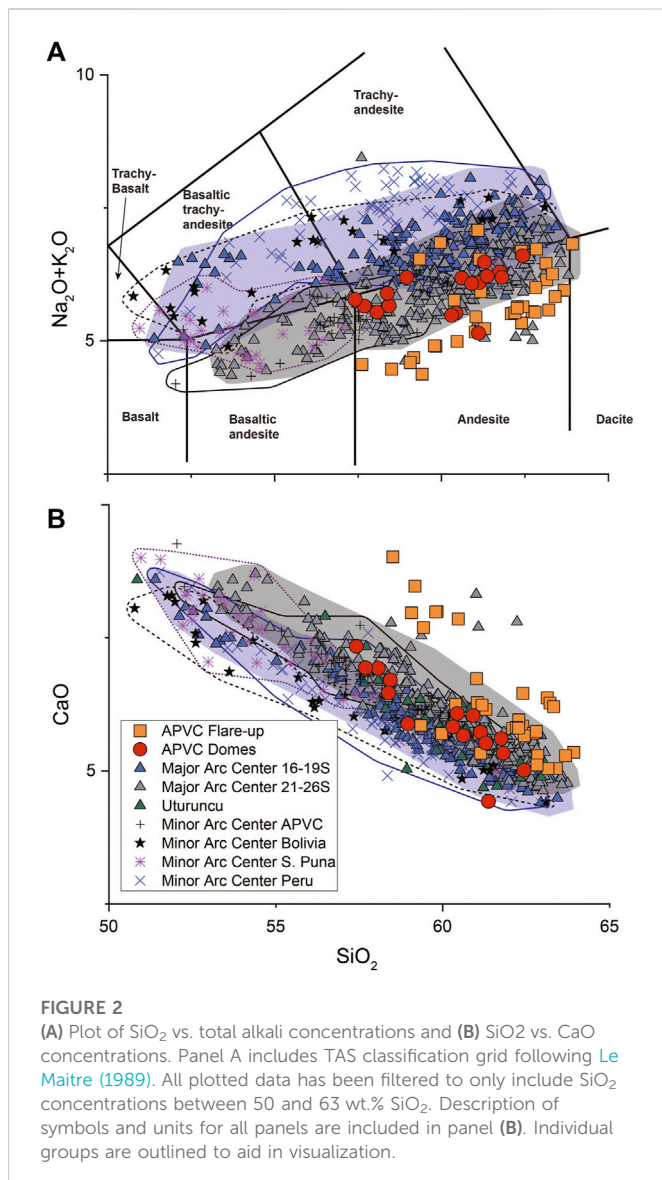 A
10
Trachy-
andesite
Trachy-
Basalt
Basaltic
trachy-
andesite
Na₂O+K₂O
5
Basalt
Basaltic
andesite
Andesite
Dacite
B
CaO
5
APVC Flare-up
APVC Domes
Major Arc Center 16-19S
Major Arc Center 21-26S
Uturuncu
Minor Arc Center APVC
Minor Arc Center Bolivia
Minor Arc Center S. Puna
Minor Arc Center Peru
50
55
60
65
SiO₂
FIGURE 2
(A) Plot of SiO₂ vs. total alkali concentrations and (B) SiO2 vs. CaO
concentrations. Panel A includes TAS classification grid following Le
Maitre (1989). All plotted data has been filtered to only include SiO₂
concentrations between 50 and 63 wt.% SiO₂. Description of
symbols and units for all panels are included in panel (B). Individual
groups are outlined to aid in visualization.